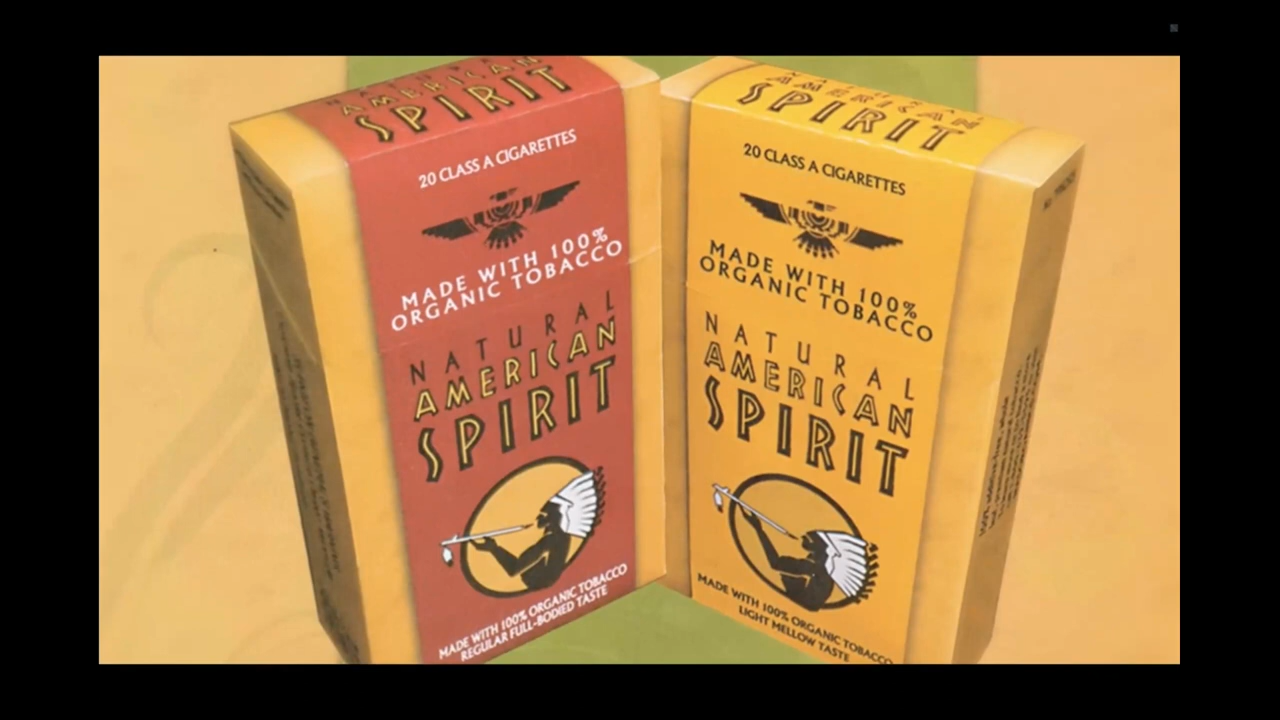 NATURAL
AMERICAN
SPIRIT
20 CLASS A CIGARETTES
MADE WITH 100%
ORGANIC TOBACCO
NATURAL
AMERICAN
SPIRIT
MADE WITH 100% ORGANIC TOBACCO
REGULAR FULL-BODIED TASTE
NATURAL
AMERICAN
SPIRIT
20 CLASS A CIGARETTES
MADE WITH 100%
ORGANIC TOBACCO
NATURAL
AMERICAN
SPIRIT
MADE WITH 100% ORGANIC TOBACCO
LIGHT MELLOW TASTE